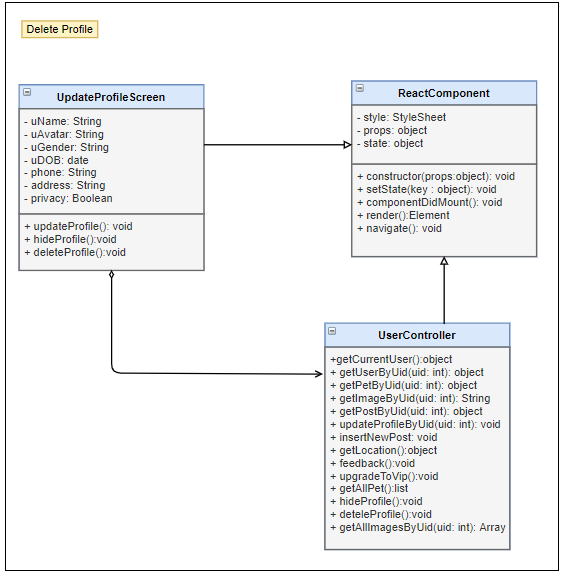 Delete Profile
UpdateProfileScreen
- uName: String
- uAvatar: String
- uGender: String
- uDOB: date
- phone: String
- address: String
- privacy: Boolean
+ updateProfile(): void
+ hideProfile():void
+ deleteProfile():void
ReactComponent
- style: StyleSheet
- props: object
- state: object
+ constructor(props:object): void
+ setState(key : object): void
+ componentDidMount(): void
+ render():Element
+ navigate(): void
UserController
+getCurrentUser():object
+ getUserByUid(uid: int): object
+ getPetByUid(uid: int): object
+ getImageByUid(uid: int): String
+ getPostByUid(uid: int): object
+ updateProfileByUid(uid: int): void
+ insertNewPost: void
+ getLocation():object
+ feedback():void
+ upgradeToVip():void
+ getAllPet():list
+ hideProfile():void
+ deteleProfile():void
+ getAllImagesByUid(uid: int): Array